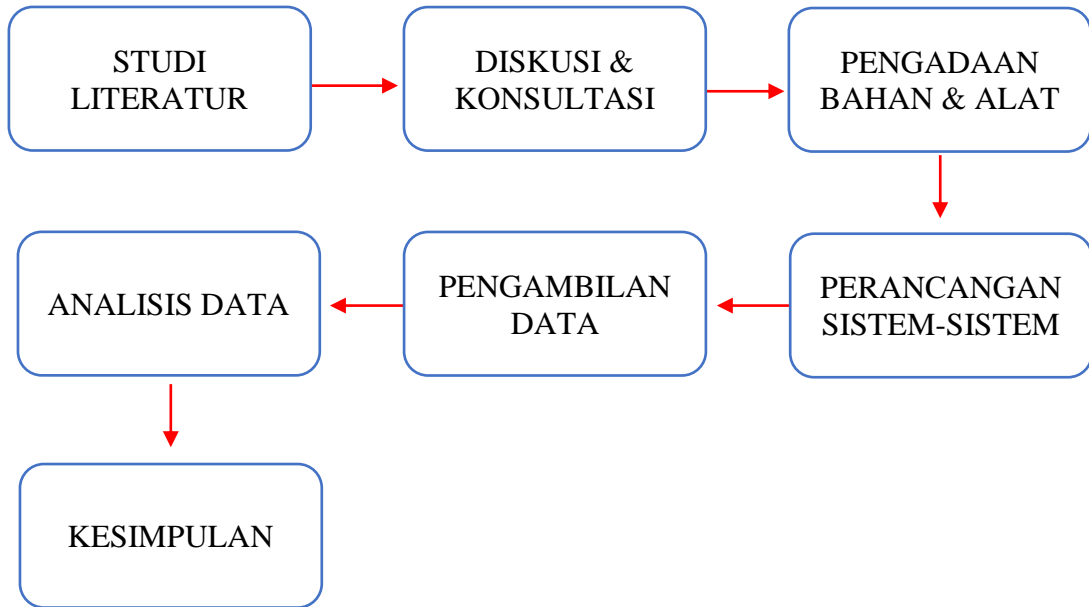 STUDI
LITERATUR
DISKUSI &
KONSULTASI
PENGADAAN
BAHAN & ALAT
PERANCANGAN
SISTEM-SISTEM
PENGAMBILAN
DATA
ANALISIS DATA
KESIMPULAN